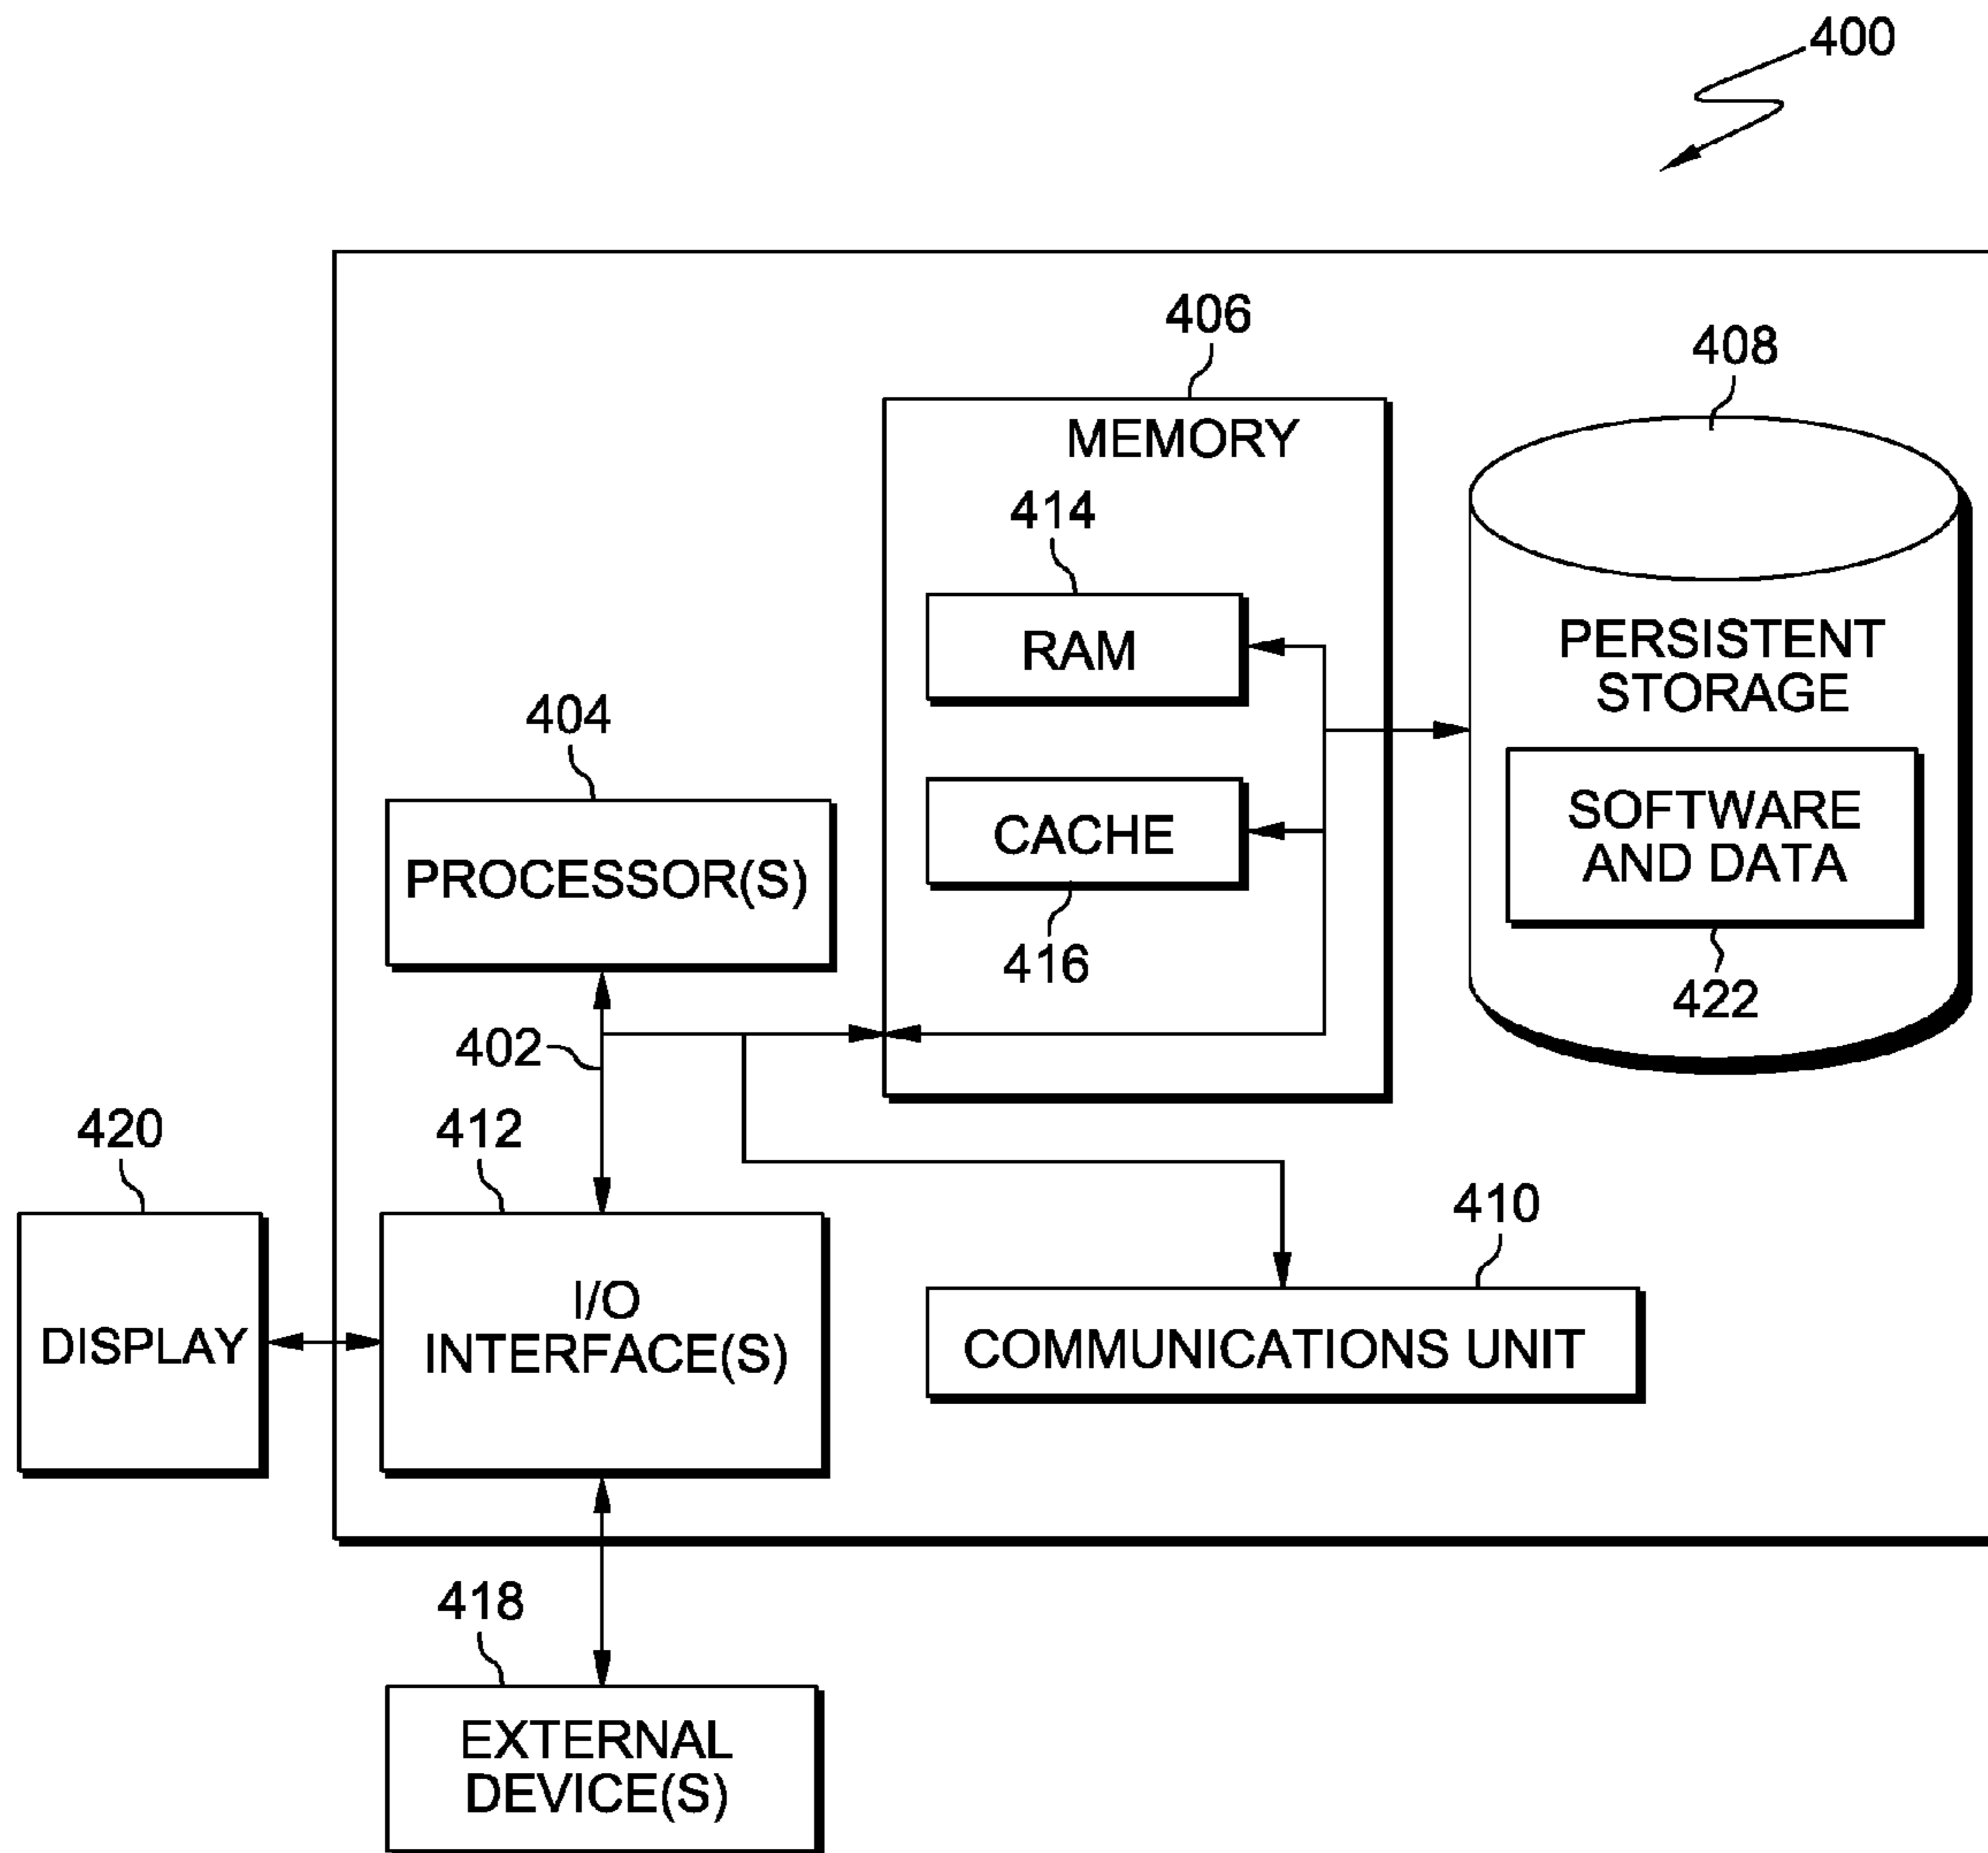 400
406
408
MEMORY
414
RAM
PERSISTENT
STORAGE
404
SOFTWARE
AND DATA
CACHE
PROCESSOR(S)
416
422
402
420
412
410
I/O
INTERFACE(S)
DISPLAY
COMMUNICATIONS UNIT
418
EXTERNAL
DEVICE(S)